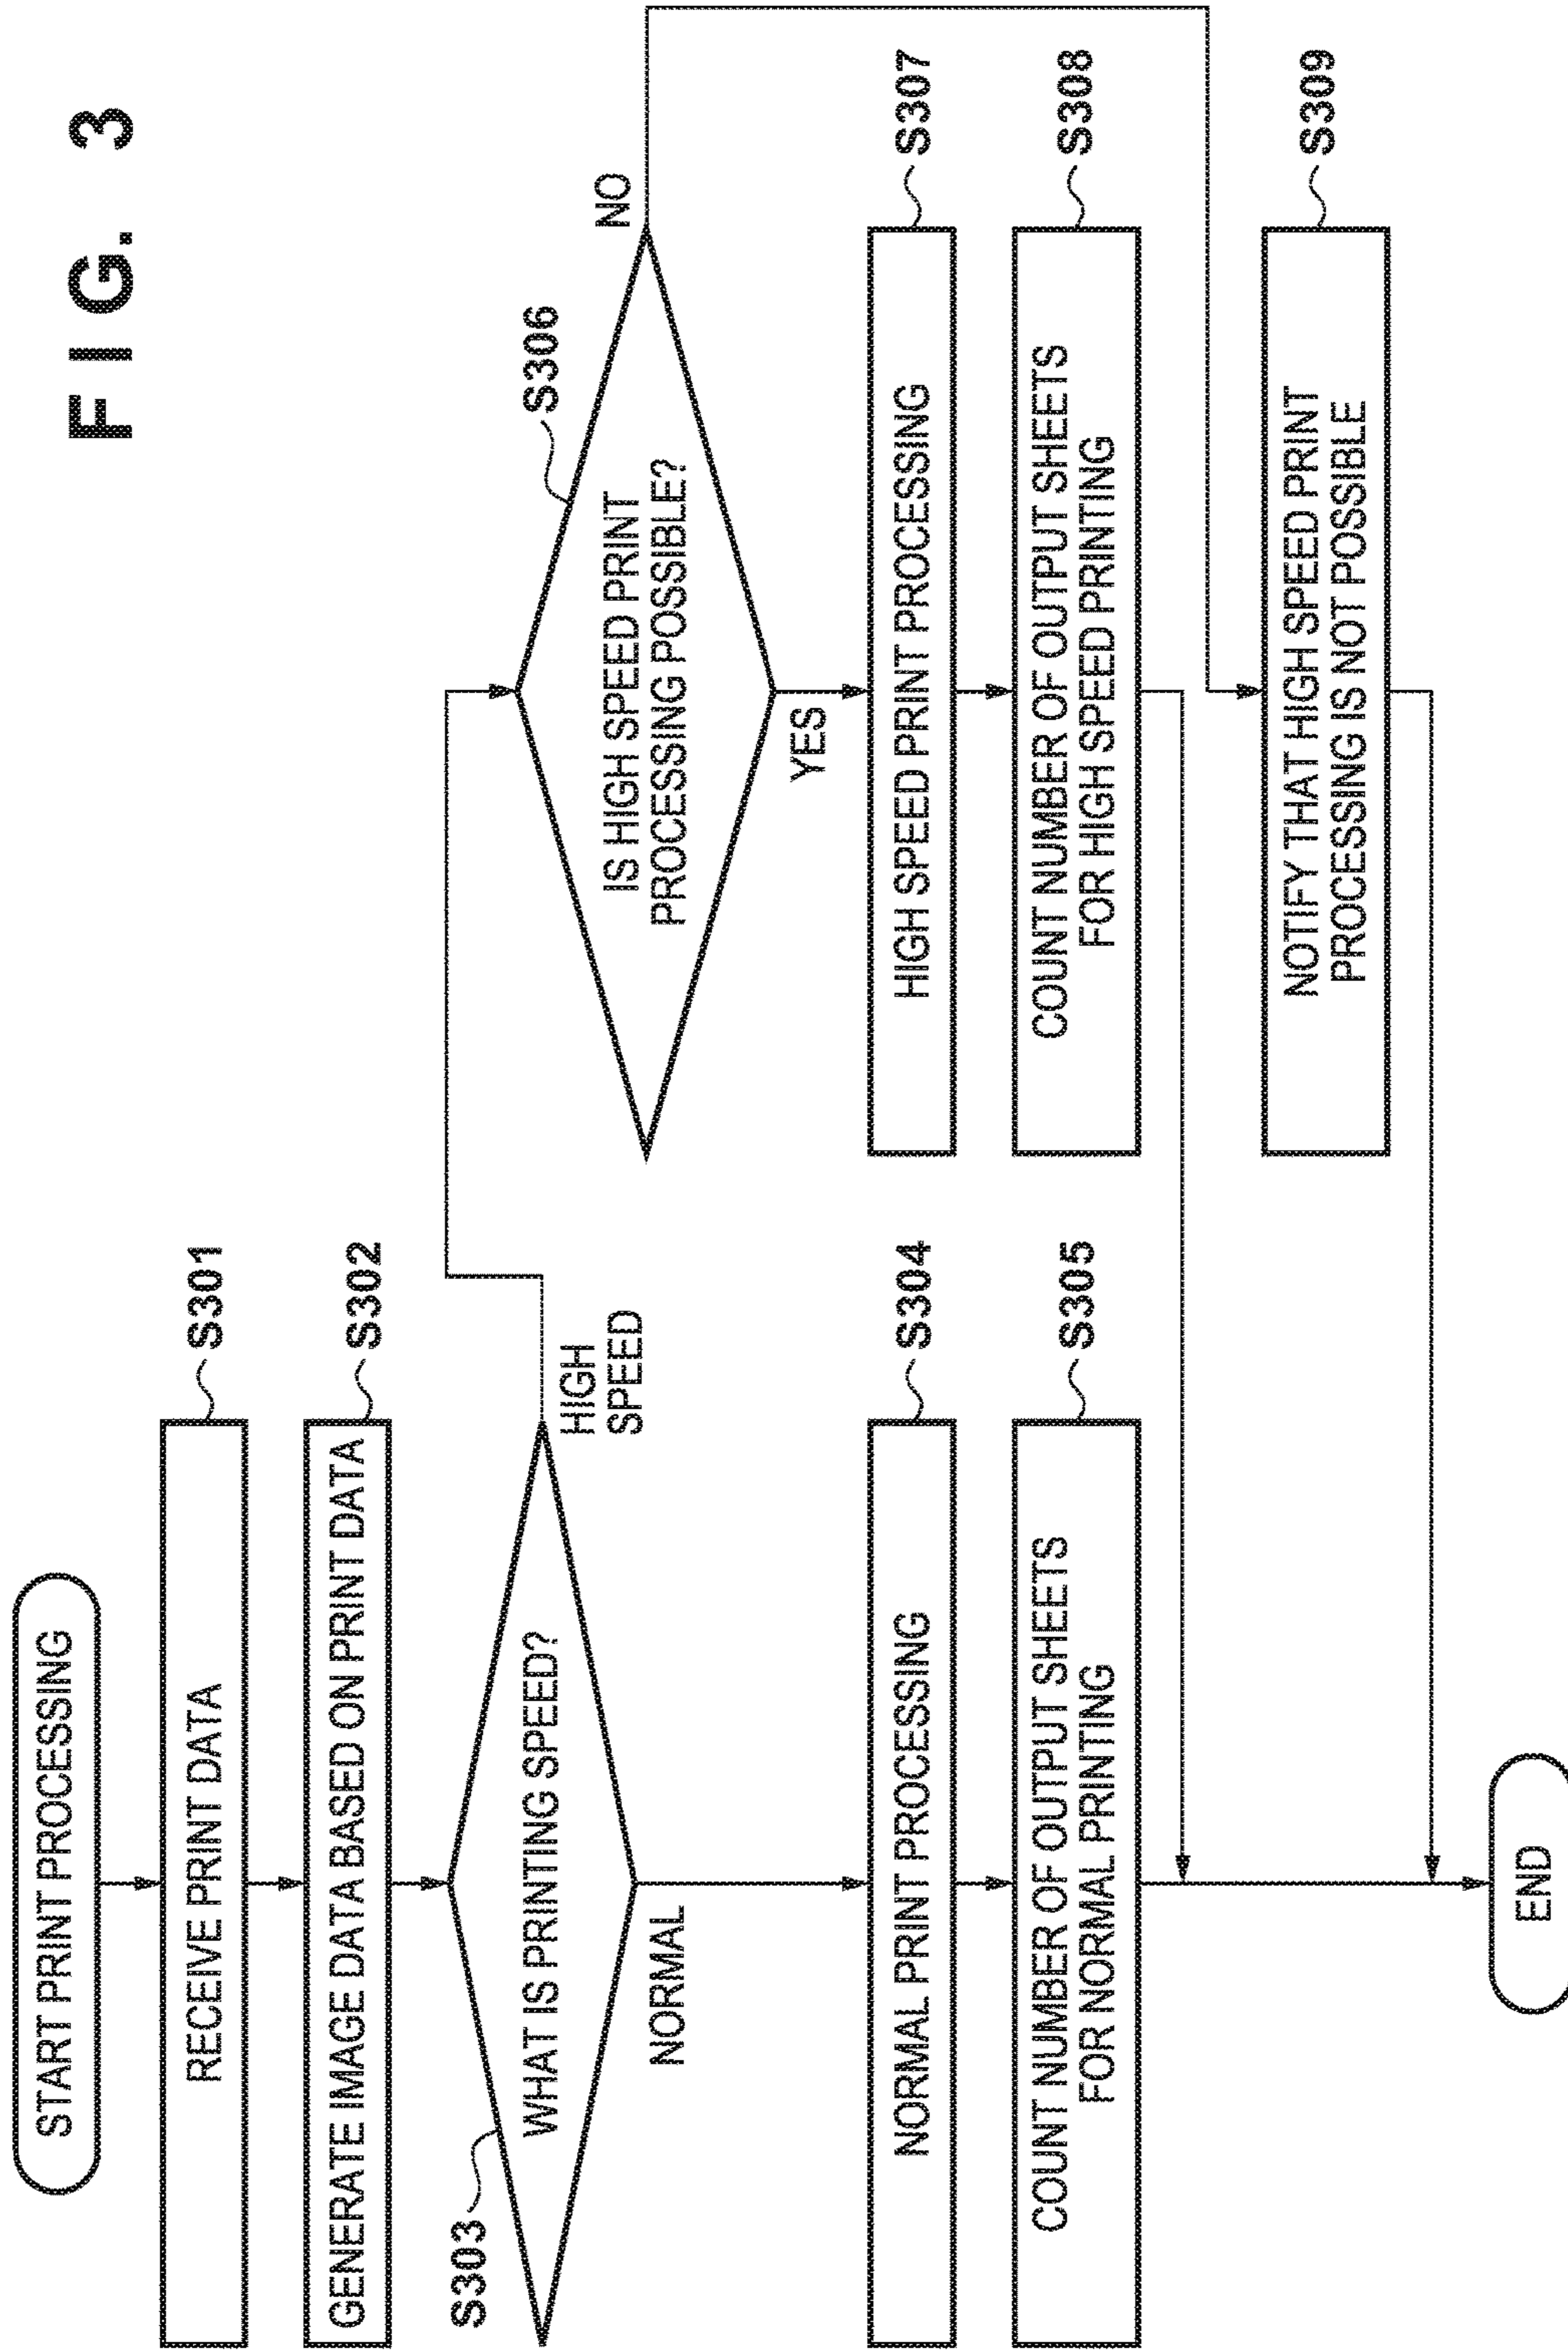 FIG. 3
START PRINT PROCESSING
RECEIVE PRINT DATA
S301
GENERATE IMAGE DATA BASED ON PRINT DATA
S302
S303
WHAT IS PRINTING SPEED?
HIGH
SPEED
NORMAL
NORMAL PRINT PROCESSING
S304
COUNT NUMBER OF OUTPUT SHEETS
FOR NORMAL PRINTING
S305
S306
IS HIGH SPEED PRINT
PROCESSING POSSIBLE?
NO
YES
HIGH SPEED PRINT PROCESSING
S307
COUNT NUMBER OF OUTPUT SHEETS
FOR HIGH SPEED PRINTING
S308
NOTIFY THAT HIGH SPEED PRINT
PROCESSING IS NOT POSSIBLE
S309
END